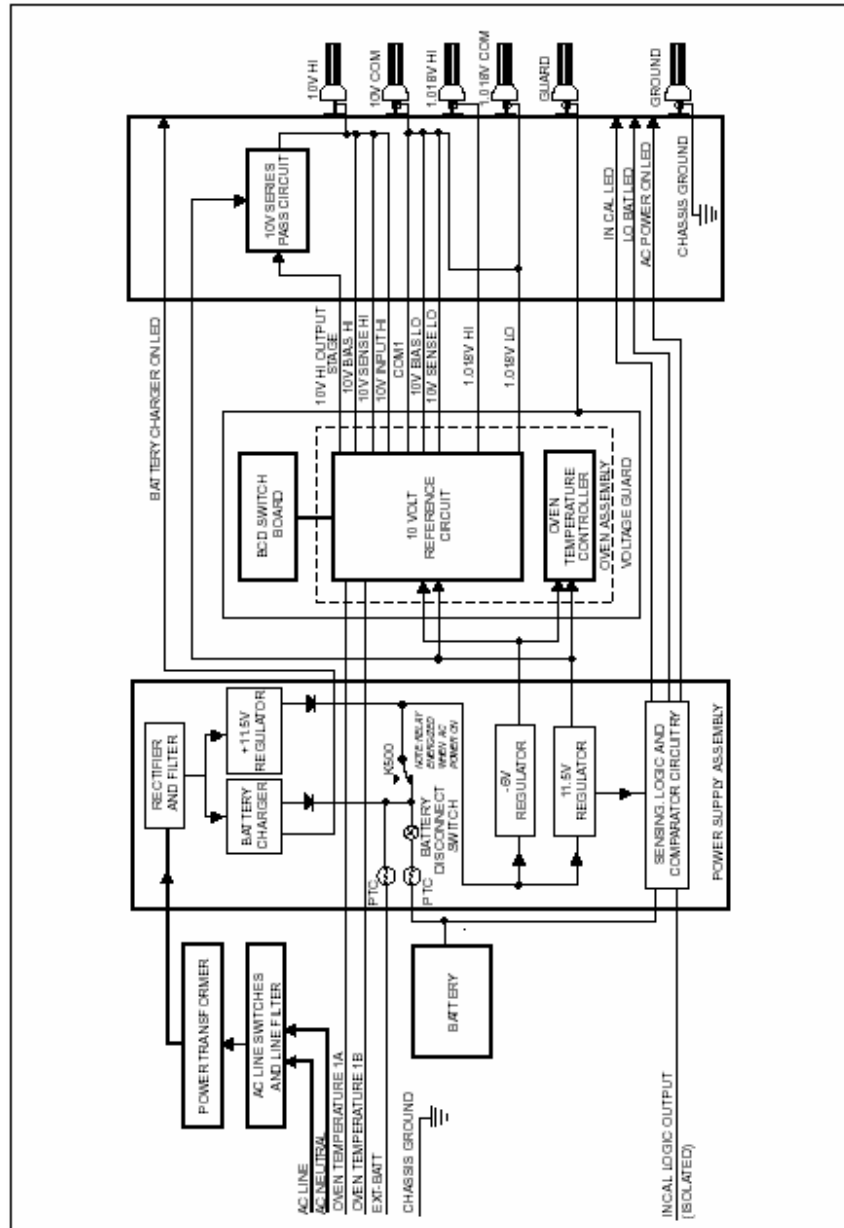 10V HI
10V COM
1.018V HI
1.018V COM
GUARD
GROUND
10V SERIES
PASS CIRCUIT
IN CAL LED
LO BAT LED
AC POWER ON LED
CHASSIS GROUND
BATTERY CHARGER ON LED
10V HI OUTPUT
STAGE
10V BIAS HI
10V SENSE HI
10V INPUT HI
COM1
10V BIAS LO
10V SENSE LO
1.018V HI
1.018V LO
BCD SWITCH
BOARD
10 VOLT
REFERENCE
CIRCUIT
OVEN
TEMPERATURE
CONTROLLER
OVEN ASSEMBLY
VOLTAGE GUARD
RECTIFIER
AND FILTER
+11.5V
REGULATOR
BATTERY
CHARGER
K500
NOTE: RELAY
ENERGIZED
WHEN AC
POWER ON
BATTERY
DISCONNECT
SWITCH
PTC
PTC
-6V
REGULATOR
11.5V
REGULATOR
SENSING, LOGIC AND
COMPARATOR CIRCUITRY
POWER SUPPLY ASSEMBLY
POWER TRANSFORMER
AC LINE SWITCHES
AND LINE FILTER
BATTERY
AC LINE
AC NEUTRAL
OVEN TEMPERATURE 1A
OVEN TEMPERATURE 1B
EXT-BATT
CHASSIS GROUND
INCAL LOGIC OUTPUT
(ISOLATED)